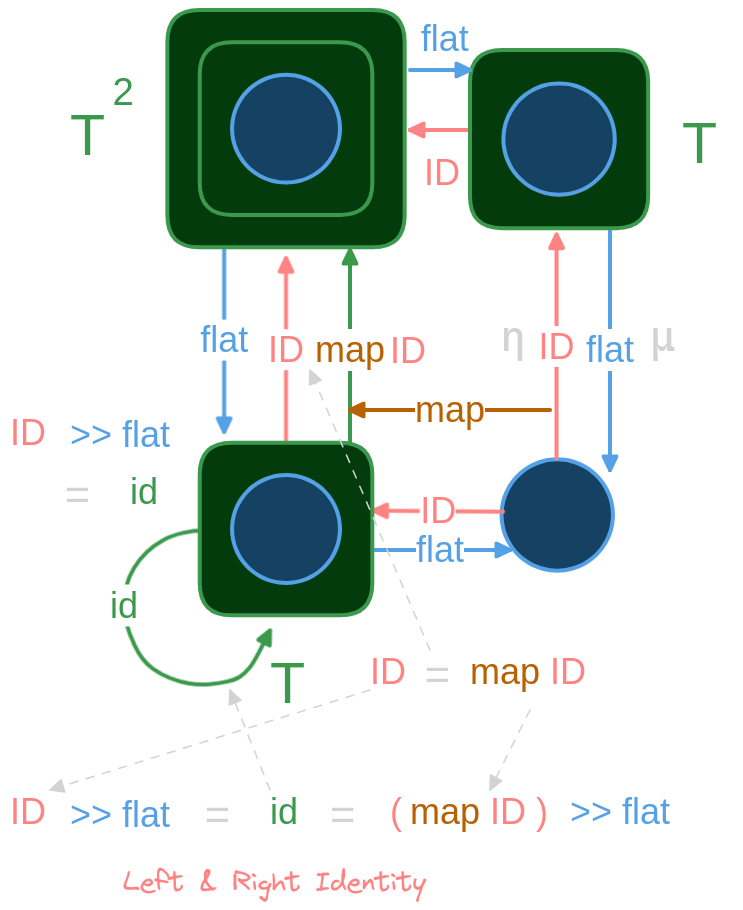 flat
T 2
T
ID
flat
ID
map ID
η
ID
flat
µ
map
ID >> flat
= id
ID
flat
id
T
ID = map ID
ID >> flat = id = ( map ID ) >> flat
Left & Right Identity